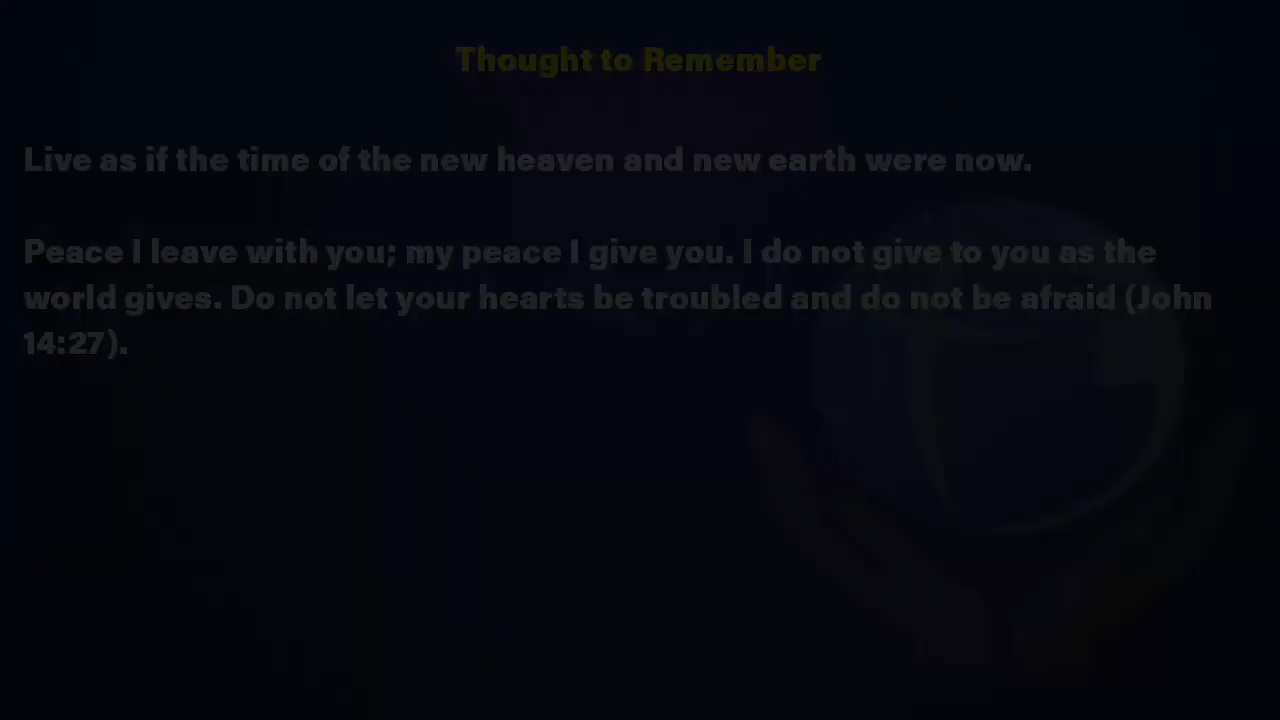 Thought to Remember
Live as if the time of the new heaven and new earth were now.
Peace I leave with you; my peace I give you. I do not give to you as the
world gives. Do not let your hearts be troubled and do not be afraid (John
14:27).